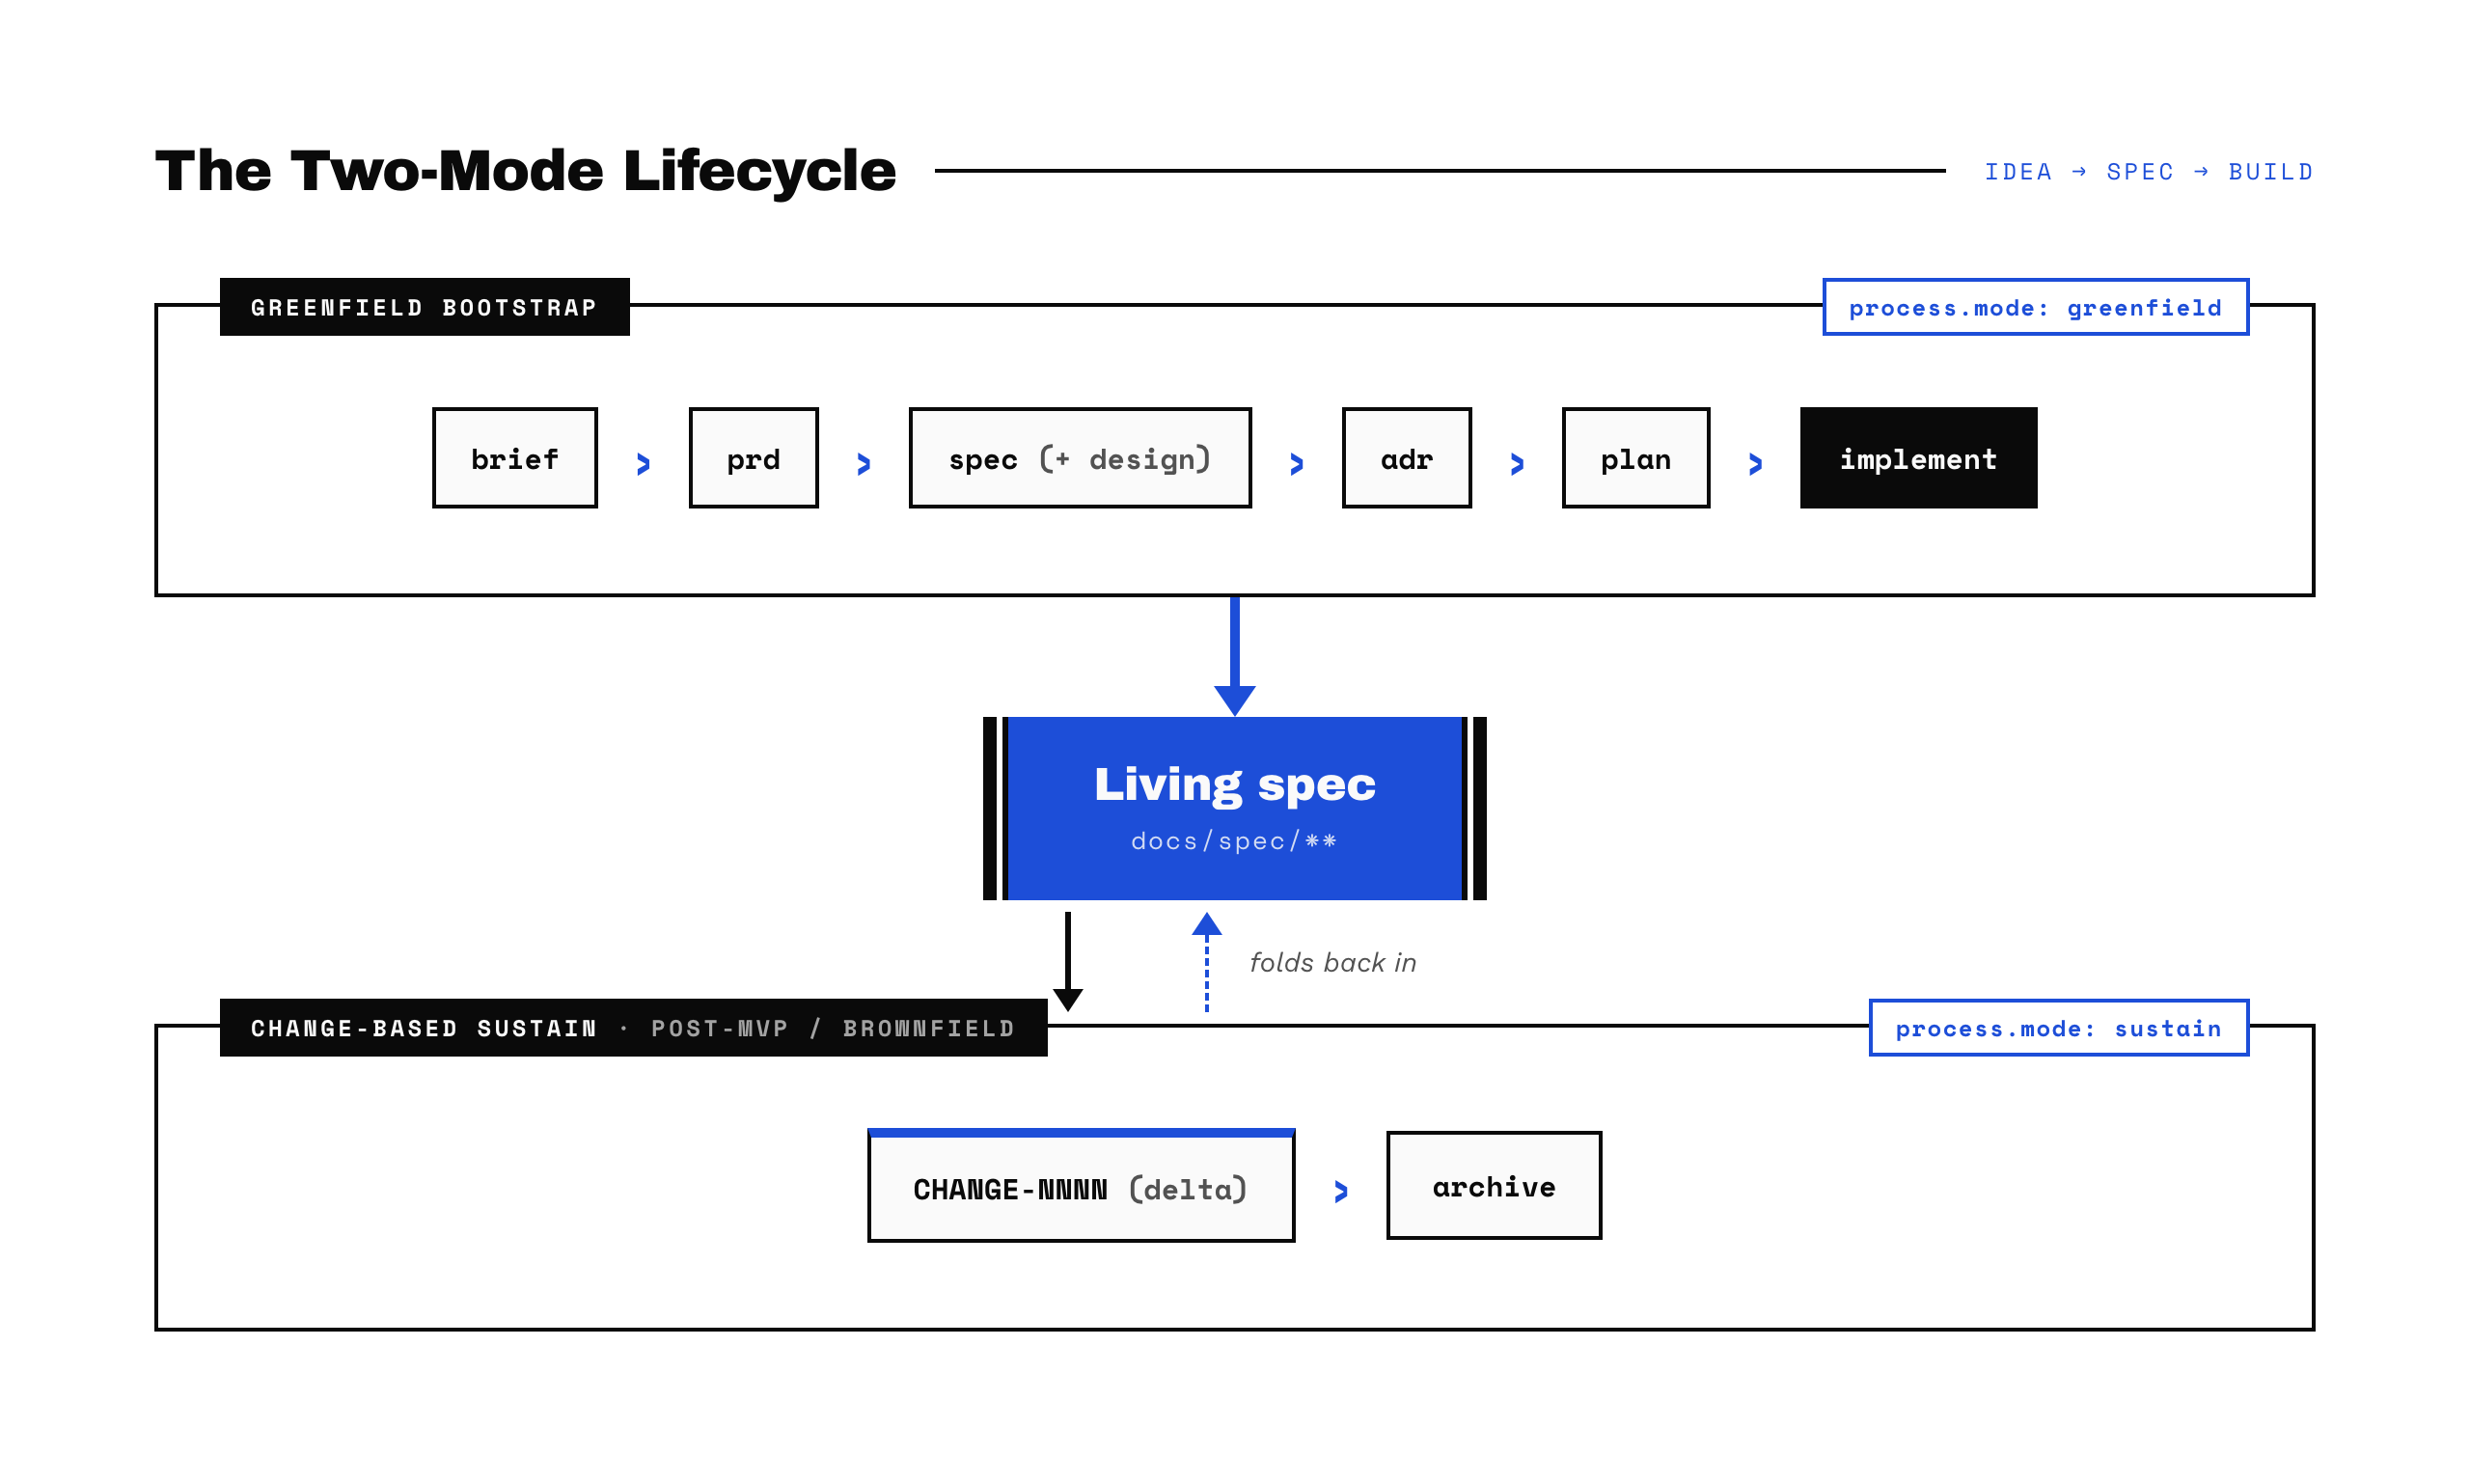 The Two-Mode Lifecycle
IDEA → SPEC → BUILD
GREENFIELD BOOTSTRAP
process.mode: greenfield
brief > prd > spec (+ design) > adr > plan > implement
Living spec
docs/spec/**
folds back in
CHANGE-BASED SUSTAIN · POST-MVP / BROWNFIELD
process.mode: sustain
CHANGE-NNNN (delta) > archive